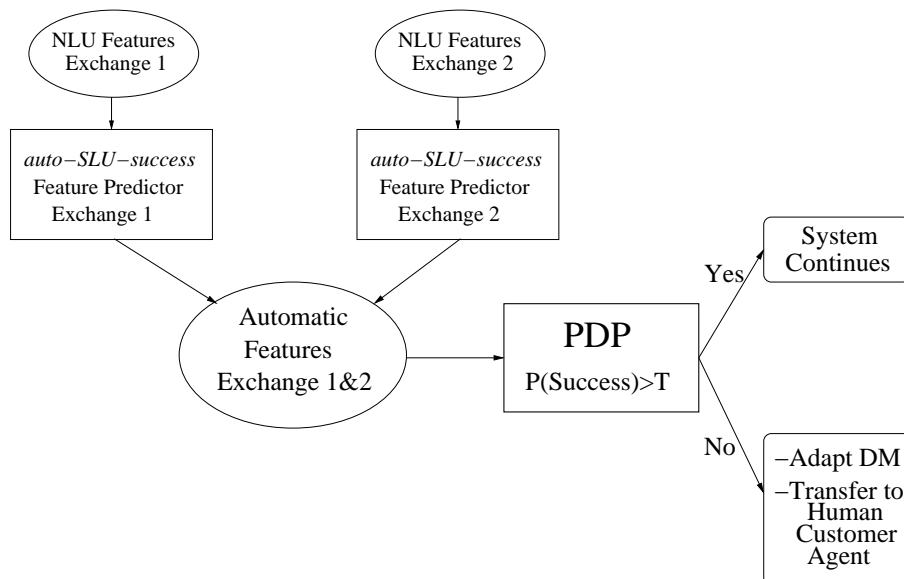 NLU Features
Exchange 1
NLU Features
Exchange 2
auto−SLU−success
Feature Predictor
Exchange 1
auto−SLU−success
Feature Predictor
Exchange 2
Automatic
Features
Exchange 1&2
PDP
P(Success)>T
Yes
System
Continues
No
−Adapt DM
−Transfer to
Human
Customer
Agent